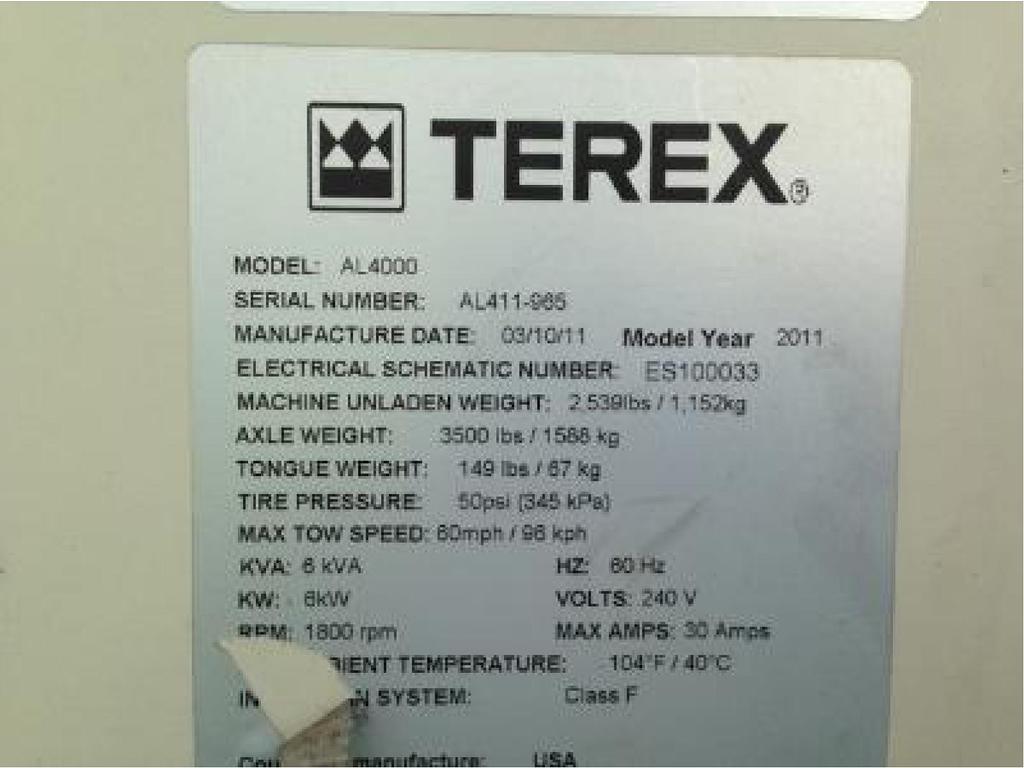 TEREX®
MODEL: AL4000
SERIAL NUMBER: AL411-965
MANUFACTURE DATE: 03/10/11 Model Year 2011
ELECTRICAL SCHEMATIC NUMBER: ES100033
MACHINE UNLADEN WEIGHT: 2,539lbs / 1,152kg
AXLE WEIGHT: 3500 lbs / 1588 kg
TONGUE WEIGHT: 149 lbs / 67 kg
TIRE PRESSURE: 50psi (345 kPa)
MAX TOW SPEED: 60mph / 96 kph
KVA: 6 kVA HZ: 60 Hz
KW: 6kW VOLTS: 240 V
RPM: 1800 rpm MAX AMPS: 30 Amps
BIENT TEMPERATURE: 104°F / 40°C
IN N SYSTEM: Class F
Cou manufacture: USA